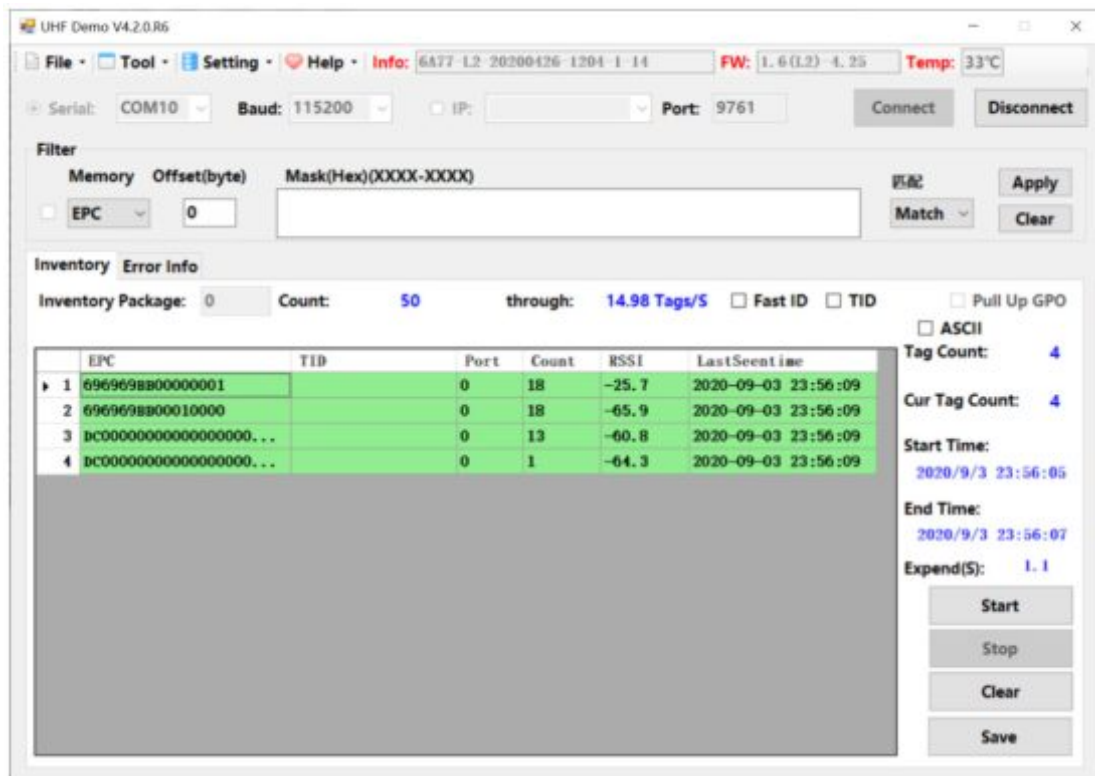 UHF Demo V4.2.0.R6
File Tool Setting Help Info: 6A77-L2-20200426-1204-1-14 FW: 1.6(L2)-4.25 Temp: 33℃
Serial: COM10 Baud: 115200 IP: Port: 9761 Connect Disconnect
Filter
Memory Offset(byte) Mask(Hex)(XXXX-XXXX) 匹配 Apply
EPC 0 Match Clear
Inventory Error Info
Inventory Package: 0 Count: 50 through: 14.98 Tags/S Fast ID TID Pull Up GPO
ASCII
EPC TID Port Count RSSI LastSeentime
1 696969BB00000001 0 18 -25.7 2020-09-03 23:56:09
2 696969BB00010000 0 18 -65.9 2020-09-03 23:56:09
3 DC00000000000000000... 0 13 -60.8 2020-09-03 23:56:09
4 DC00000000000000000... 0 1 -64.3 2020-09-03 23:56:09
Tag Count: 4
Cur Tag Count: 4
Start Time:
2020/9/3 23:56:05
End Time:
2020/9/3 23:56:07
Expend(S): 1.1
Start
Stop
Clear
Save